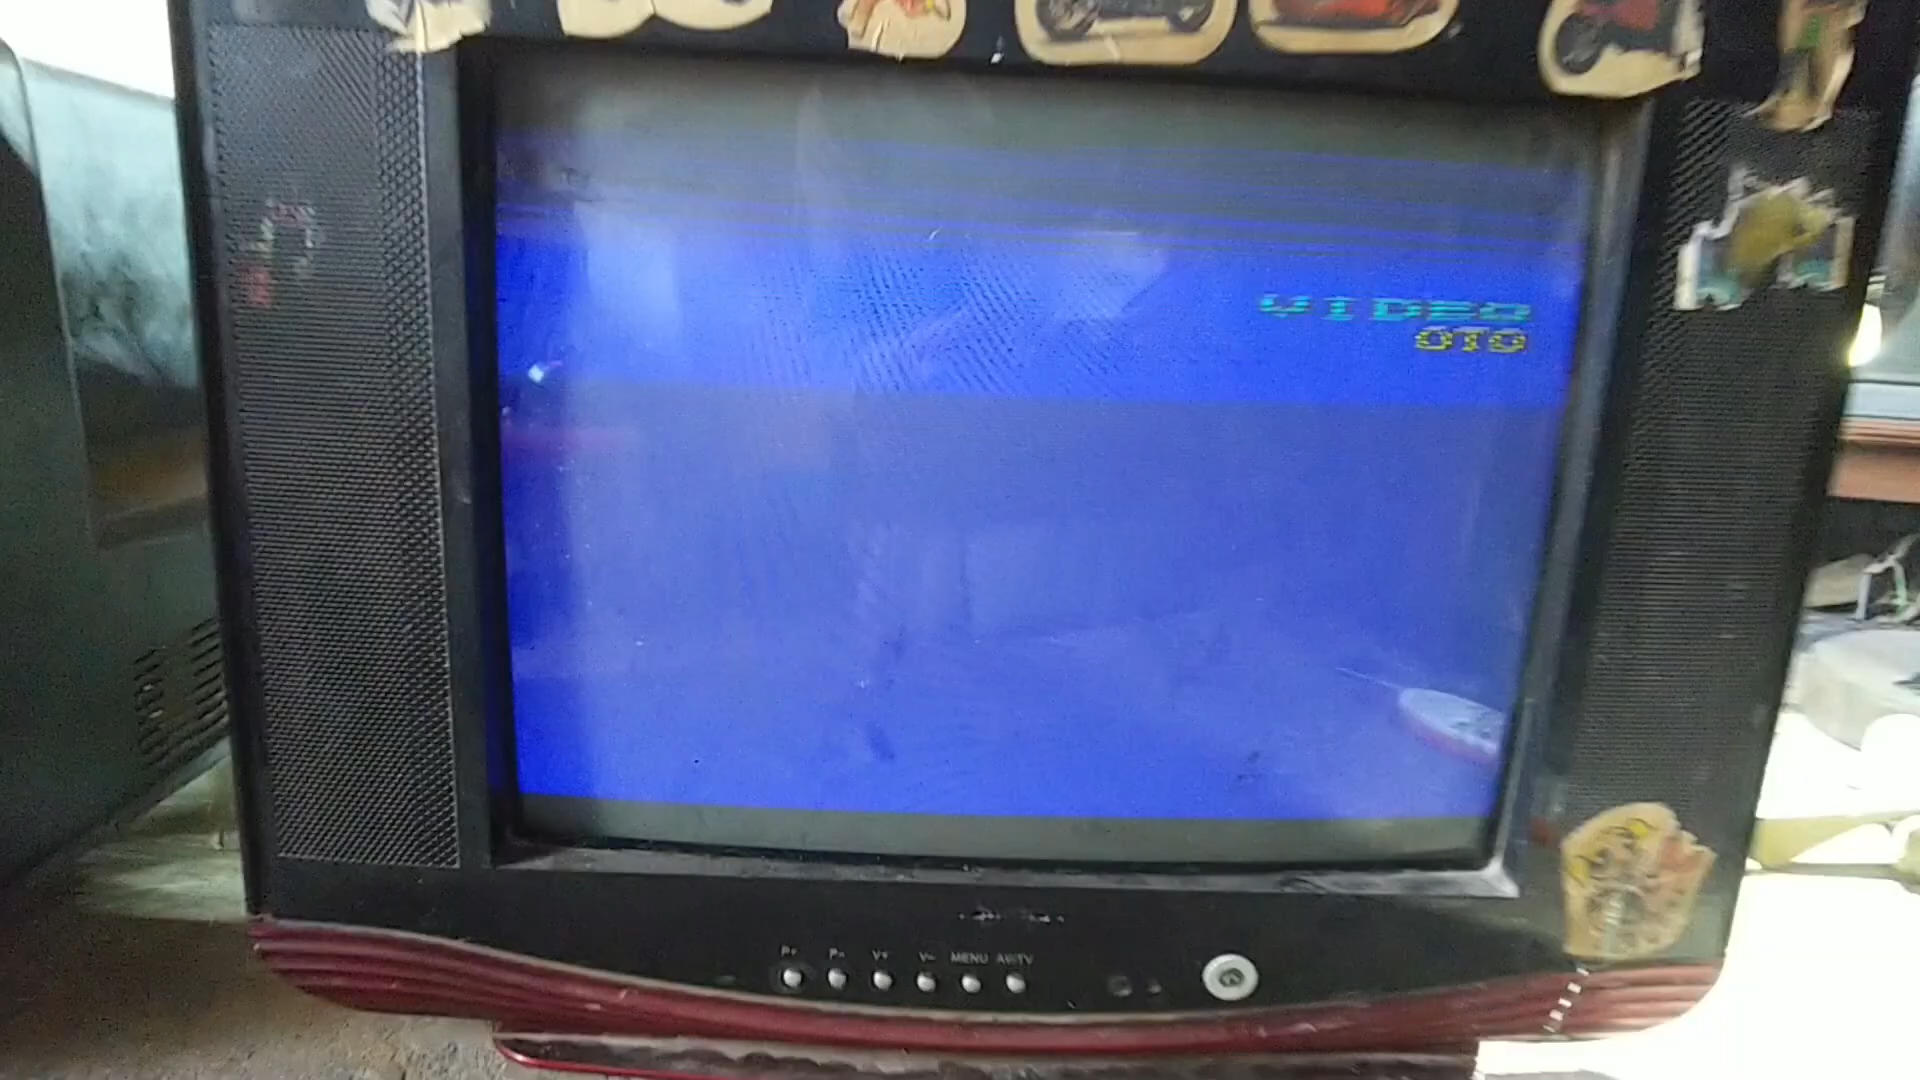 VIDEO
OTO
P+ P- V+ V- MENU AV/TV